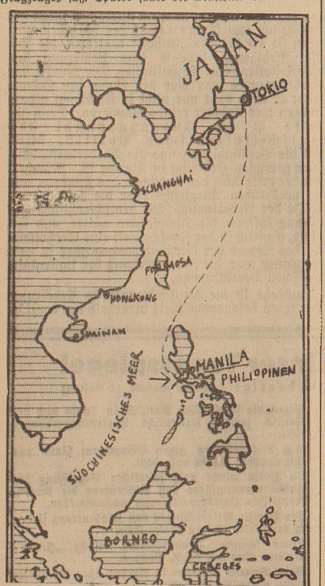 JAPAN
TOKIO
SCHANGHAI
FORMOSA
HONGKONG
HAINAN
MANILA
PHILIPPINEN
SÜDCHINESISCHES MEER
BORNEO
CELEBES